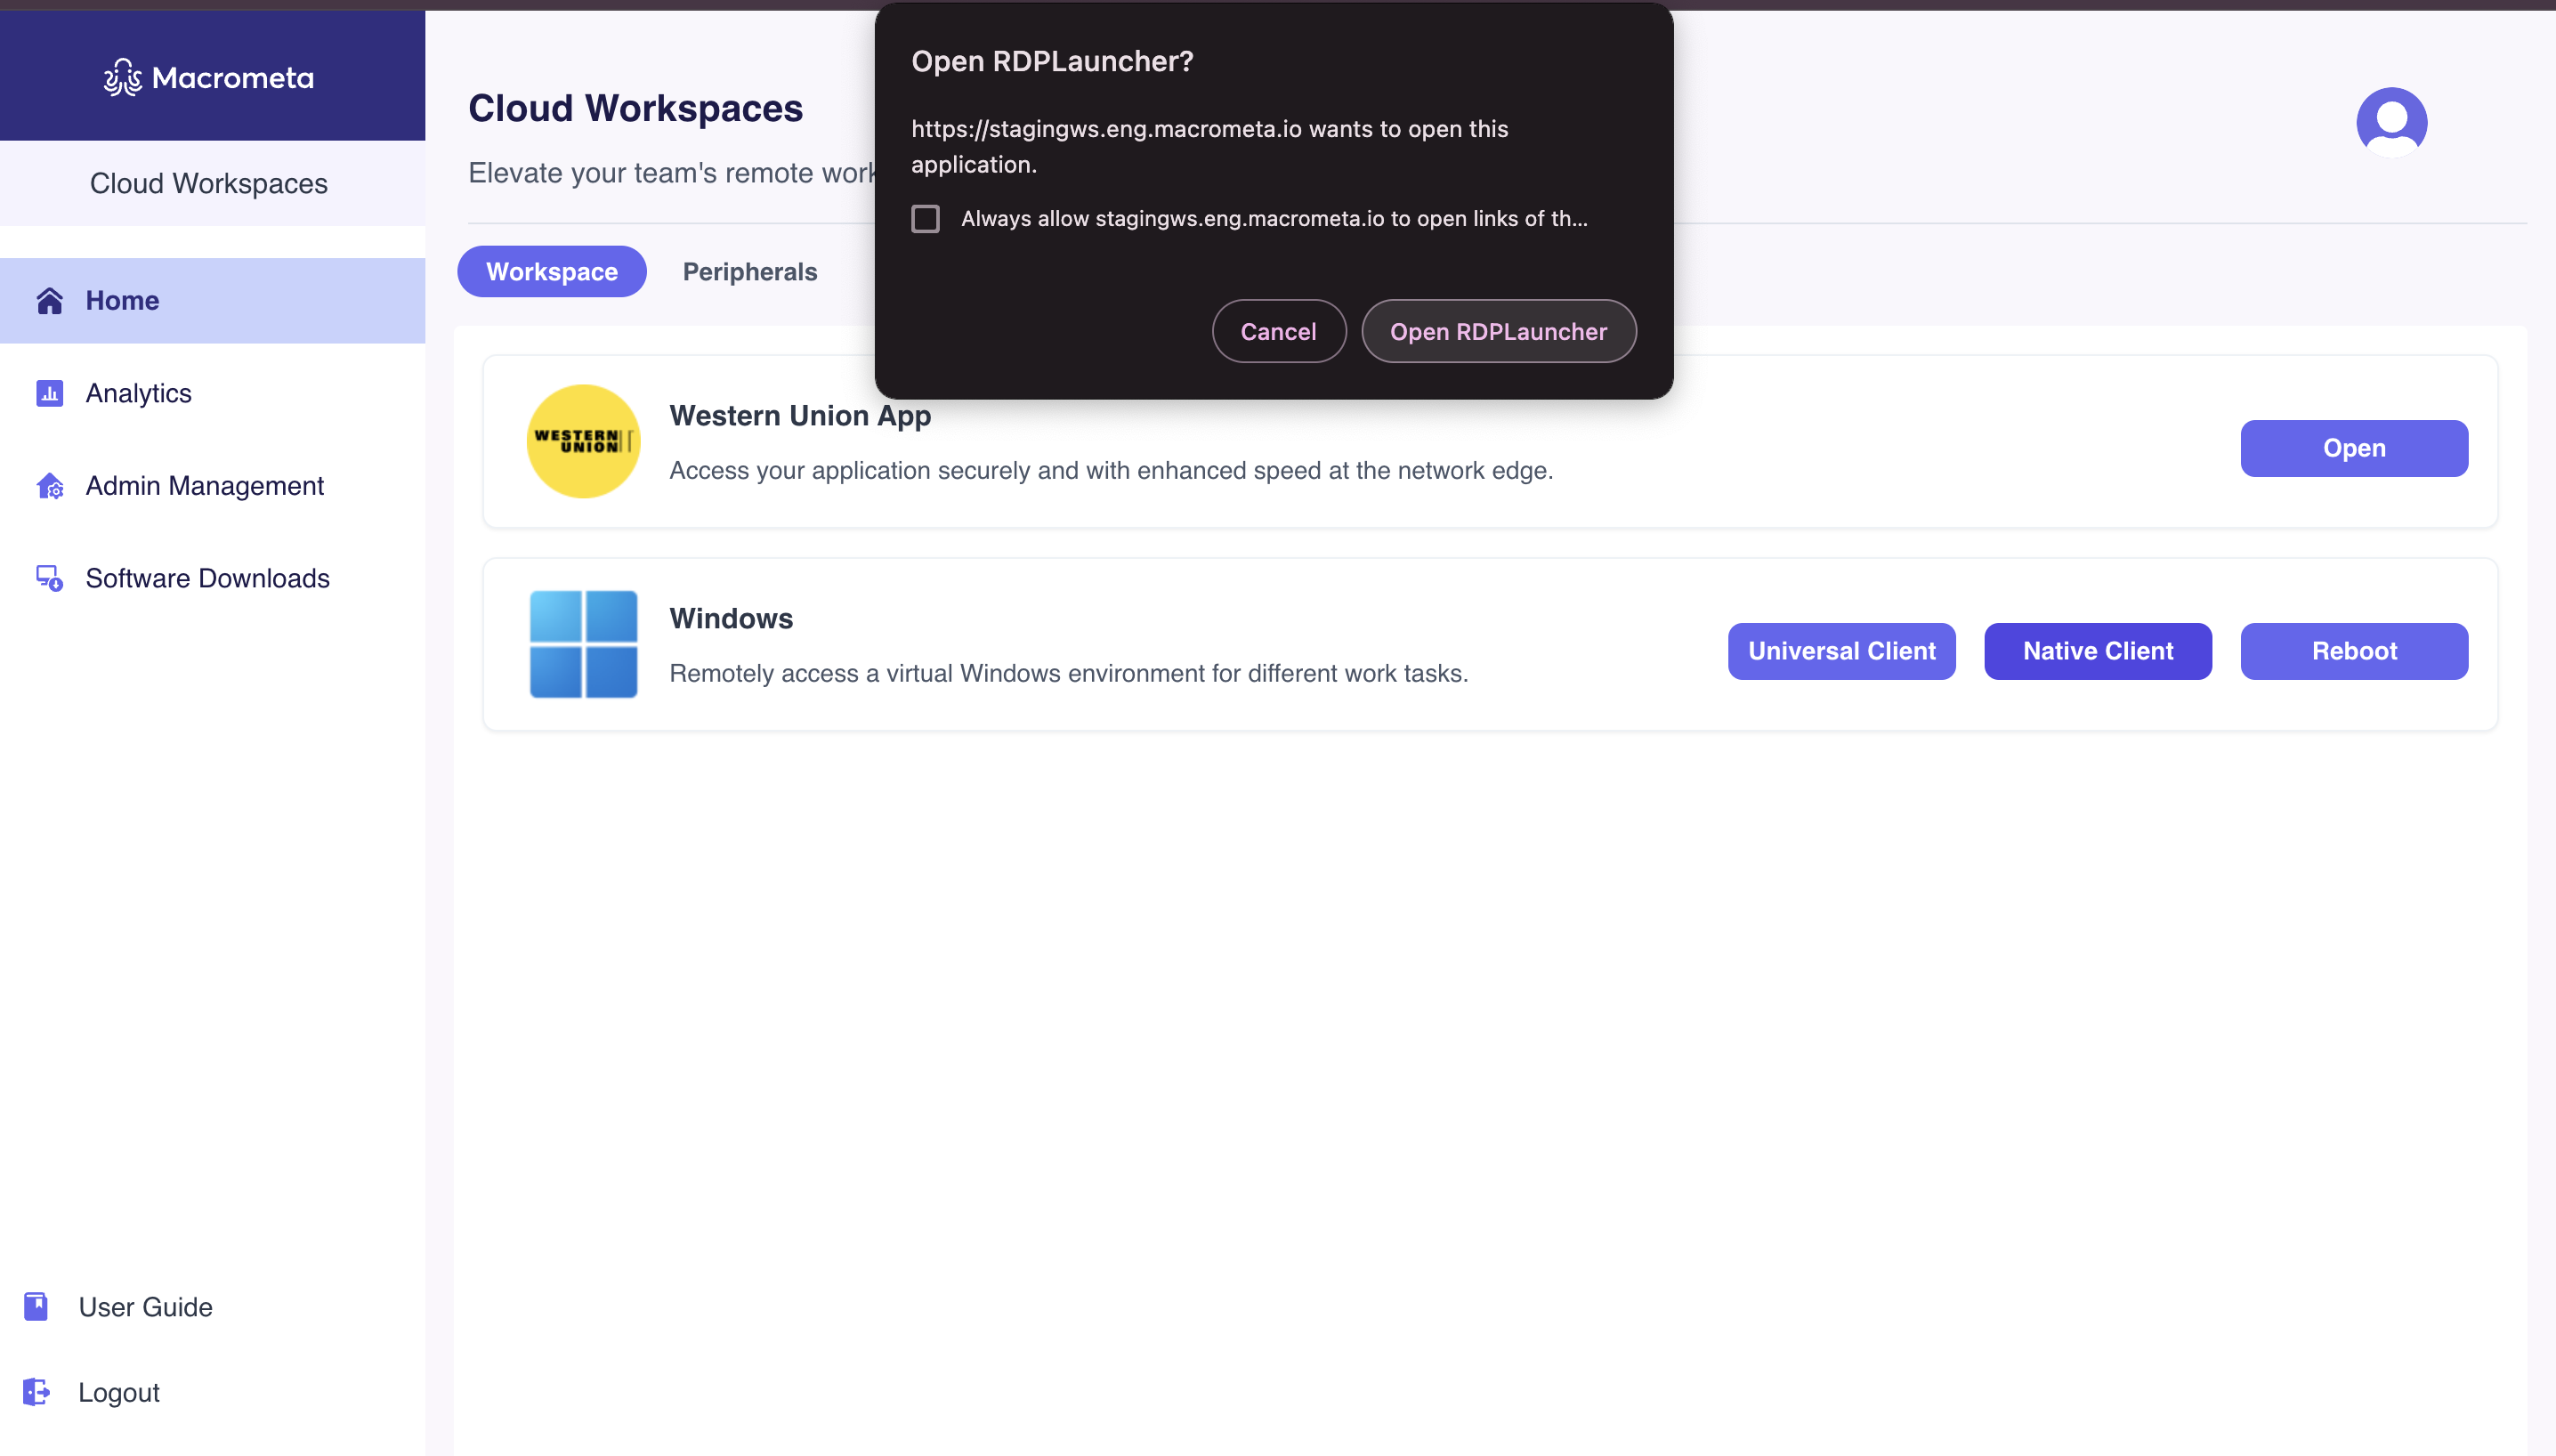 Macrometa
Cloud Workspaces
Home
Analytics
Admin Management
Software Downloads
User Guide
Logout
Cloud Workspaces
Elevate your team's remote work
Workspace
Peripherals
Open RDPLauncher?
https://stagingws.eng.macrometa.io wants to open this
application.
Always allow stagingws.eng.macrometa.io to open links of th...
Cancel
Open RDPLauncher
WESTERN
UNION
Western Union App
Access your application securely and with enhanced speed at the network edge.
Open
Windows
Remotely access a virtual Windows environment for different work tasks.
Universal Client
Native Client
Reboot